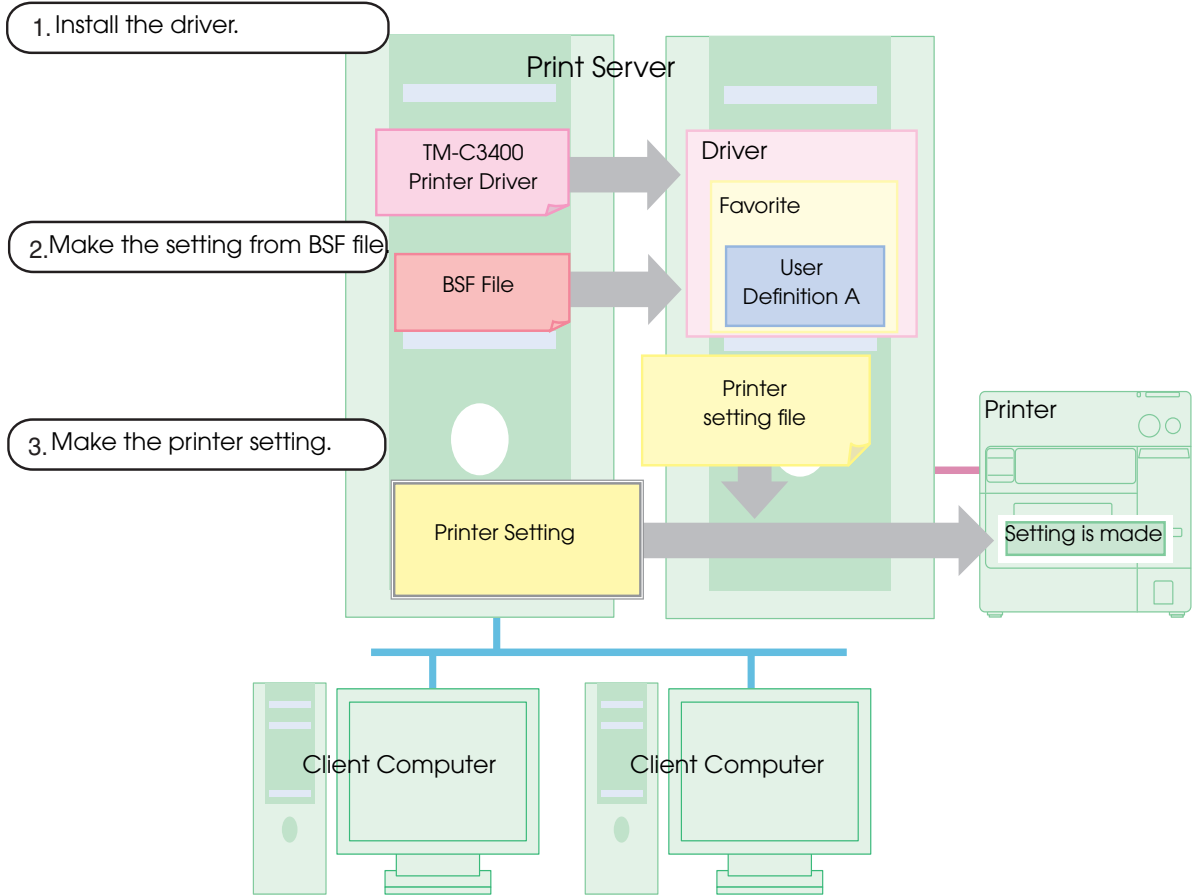 1. Install the driver.
Print Server
TM-C3400
Printer Driver
Driver
Favorite
2. Make the setting from BSF file.
BSF File
User
Definition A
Printer
setting file
Printer
3. Make the printer setting.
Printer Setting
Setting is made
Client Computer
Client Computer